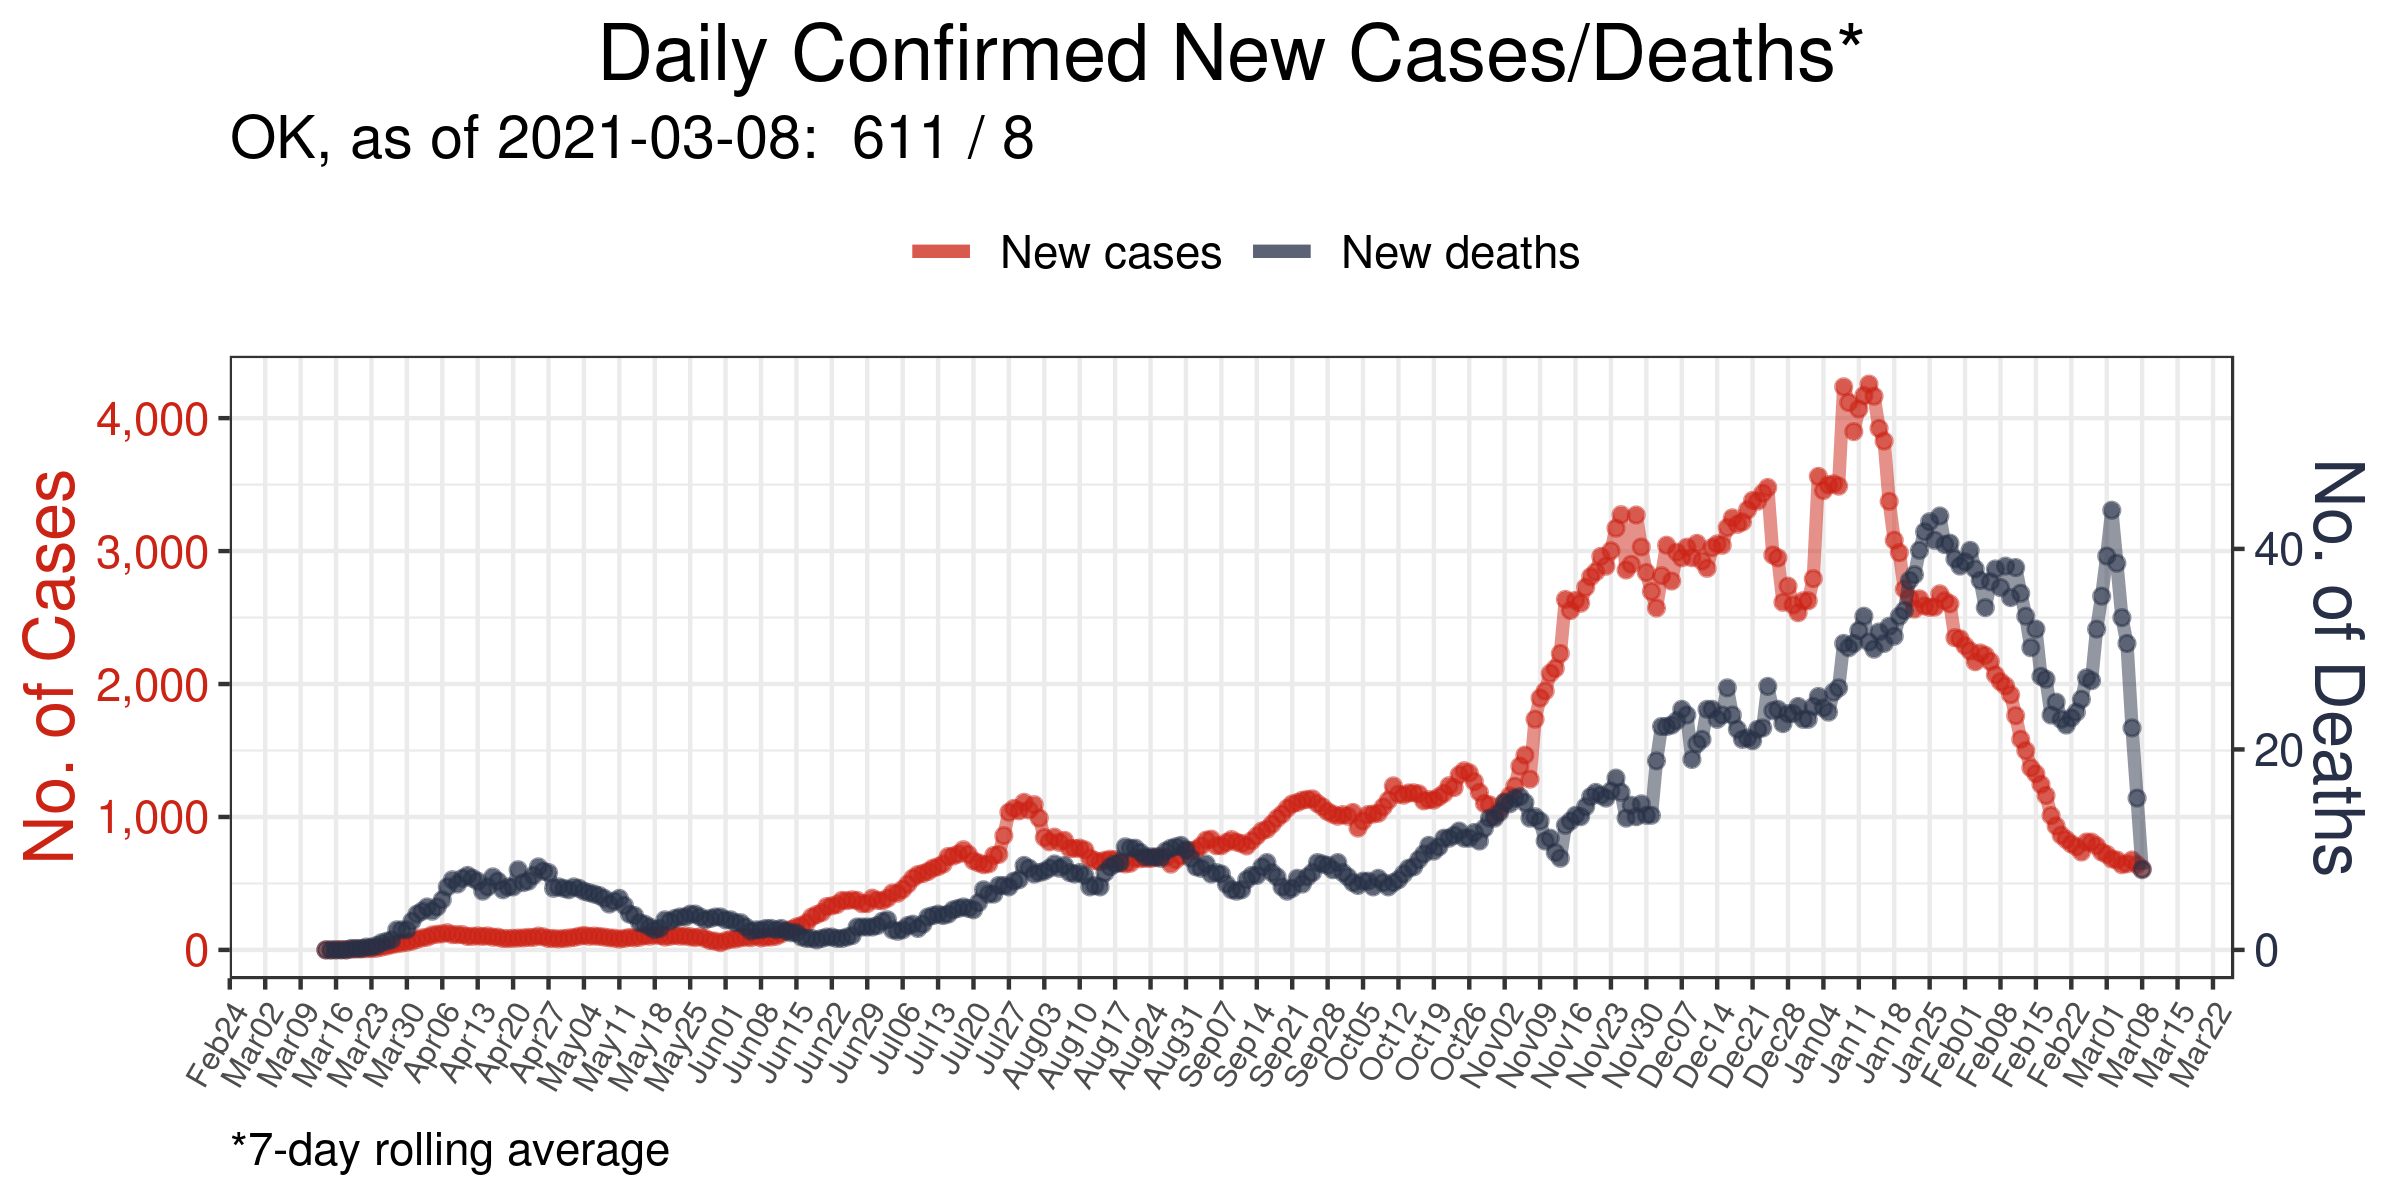 Daily Confirmed New Cases/Deaths*
OK, as of 2021-03-08:  611 / 8
New cases
New deaths
No. of Cases
4,000
3,000
2,000
1,000
0
No. of Deaths
40
20
0
Feb24
Mar02
Mar09
Mar16
Mar23
Mar30
Apr06
Apr13
Apr20
Apr27
May04
May11
May18
May25
Jun01
Jun08
Jun15
Jun22
Jun29
Jul06
Jul13
Jul20
Jul27
Aug03
Aug10
Aug17
Aug24
Aug31
Sep07
Sep14
Sep21
Sep28
Oct05
Oct12
Oct19
Oct26
Nov02
Nov09
Nov16
Nov23
Nov30
Dec07
Dec14
Dec21
Dec28
Jan04
Jan11
Jan18
Jan25
Feb01
Feb08
Feb15
Feb22
Mar01
Mar08
Mar15
Mar22
*7-day rolling average